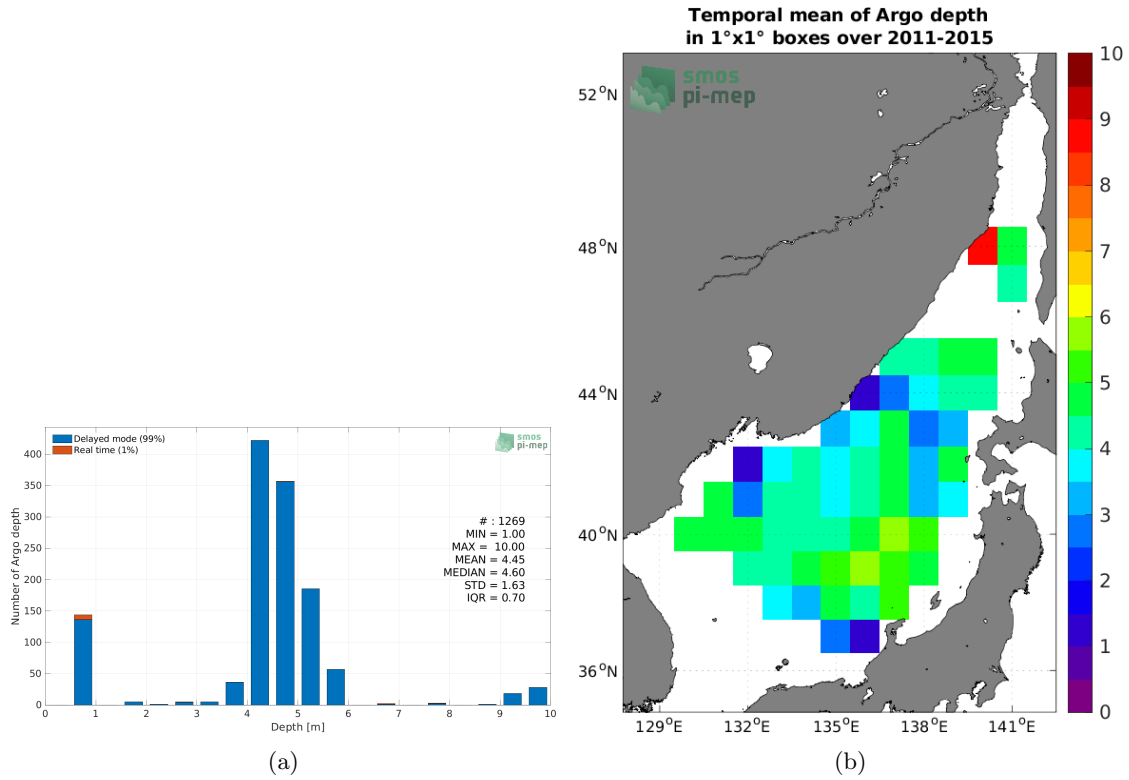 Delayed mode (99%)
Real time (1%)
smos
pi-mep
# : 1269
MIN = 1.00
MAX = 10.00
MEAN = 4.45
MEDIAN = 4.60
STD = 1.63
IQR = 0.70
Number of Argo depth
400
350
300
250
200
150
100
50
0
0 1 2 3 4 5 6 7 8 9 10
Depth [m]
(a)
Temporal mean of Argo depth
in 1°x1° boxes over 2011-2015
smos
pi-mep
52°N
48°N
44°N
40°N
36°N
129°E 132°E 135°E 138°E 141°E
10
9
8
7
6
5
4
3
2
1
0
(b)